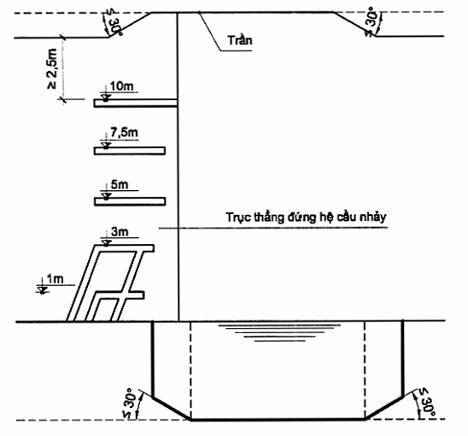 ≤ 30°
≤ 30°
Trần
≥ 2,5m
10m
7,5m
5m
Trục thẳng đứng hệ cầu nhảy
3m
1m
≤ 30°
≤ 30°